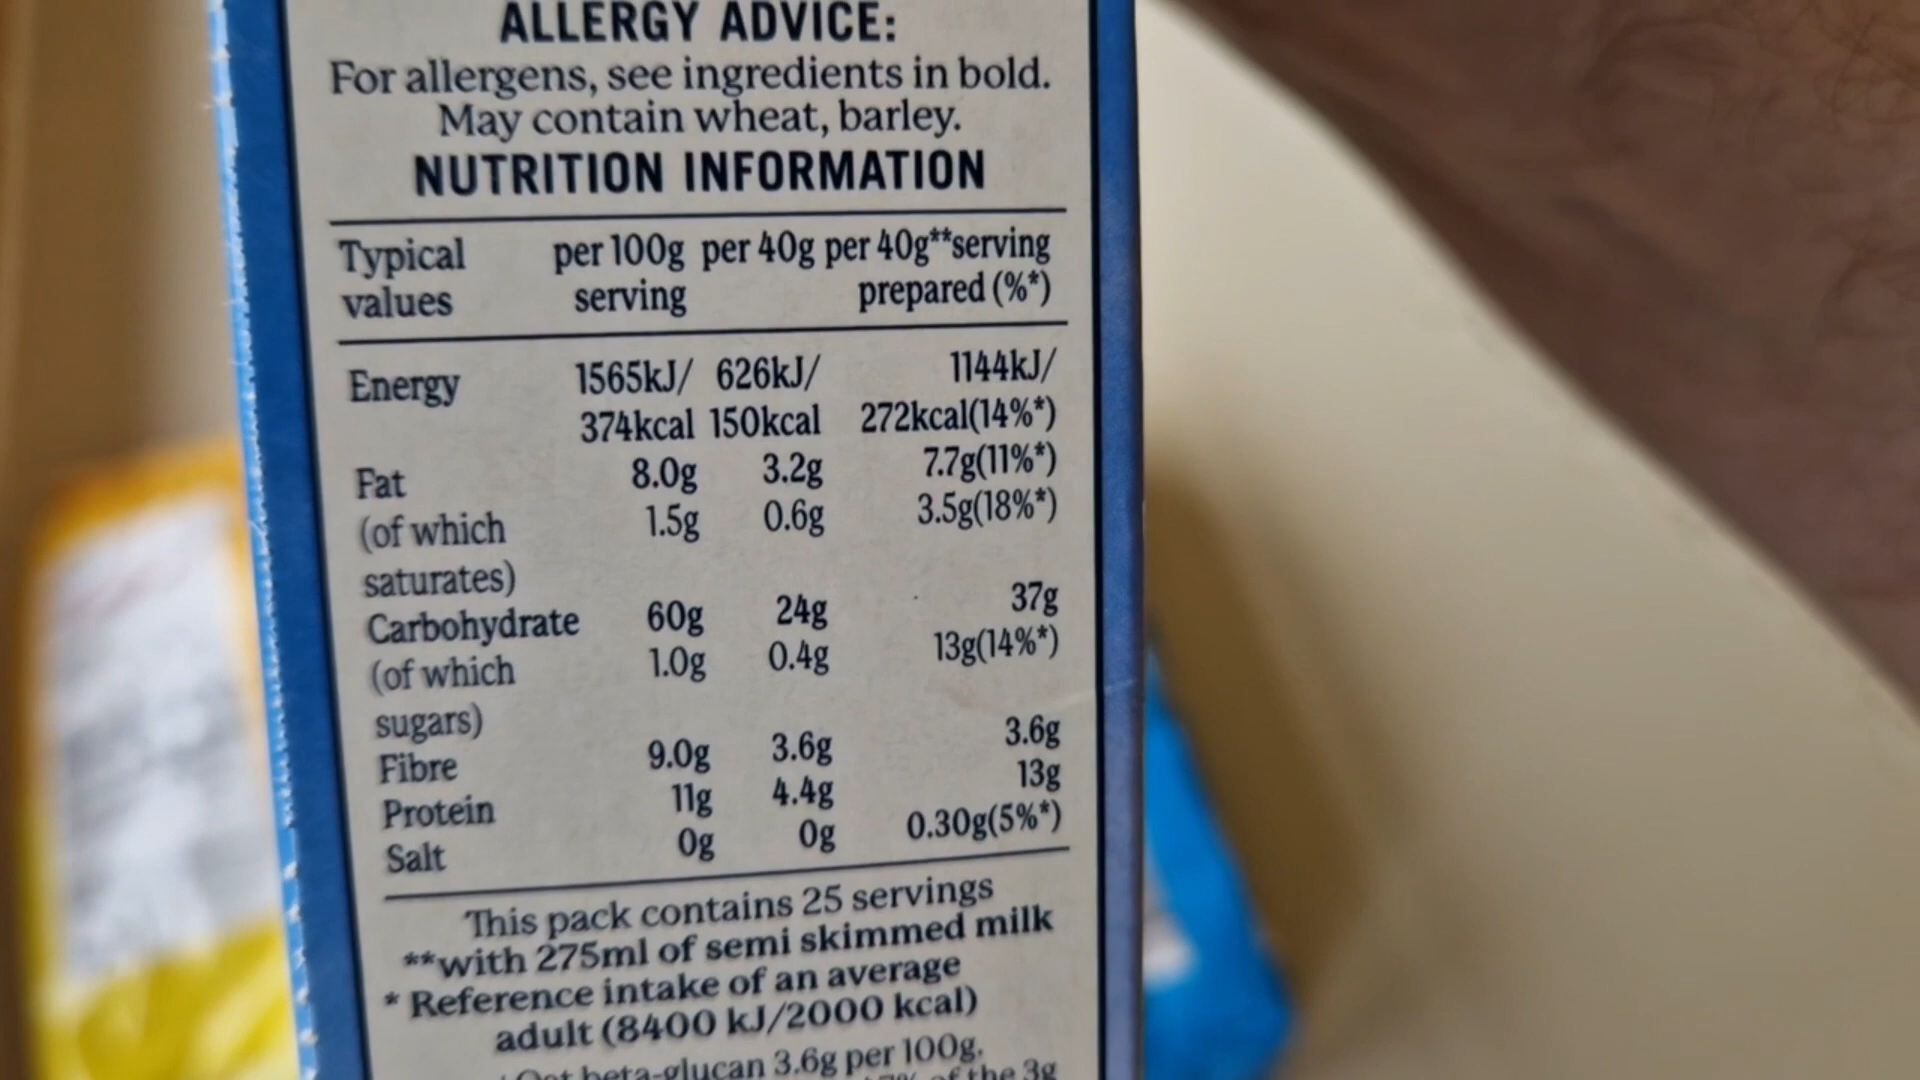 ALLERGY ADVICE:
For allergens, see ingredients in bold.
May contain wheat, barley.
NUTRITION INFORMATION
Typical per 100g per 40g per 40g**serving
values serving prepared (%*)
Energy 1565kJ/ 626kJ/ 1144kJ/
374kcal 150kcal 272kcal(14%*)
Fat 8.0g 3.2g 7.7g(11%*)
(of which 1.5g 0.6g 3.5g(18%*)
saturates)
Carbohydrate 60g 24g 37g
(of which 1.0g 0.4g 13g(14%*)
sugars)
Fibre 9.0g 3.6g 3.6g
Protein 11g 4.4g 13g
Salt 0g 0g 0.30g(5%*)
This pack contains 25 servings
**with 275ml of semi skimmed milk
* Reference intake of an average
adult (8400 kJ/2000 kcal)
Oat beta-glucan 3.6g per 100g.
of the 3g